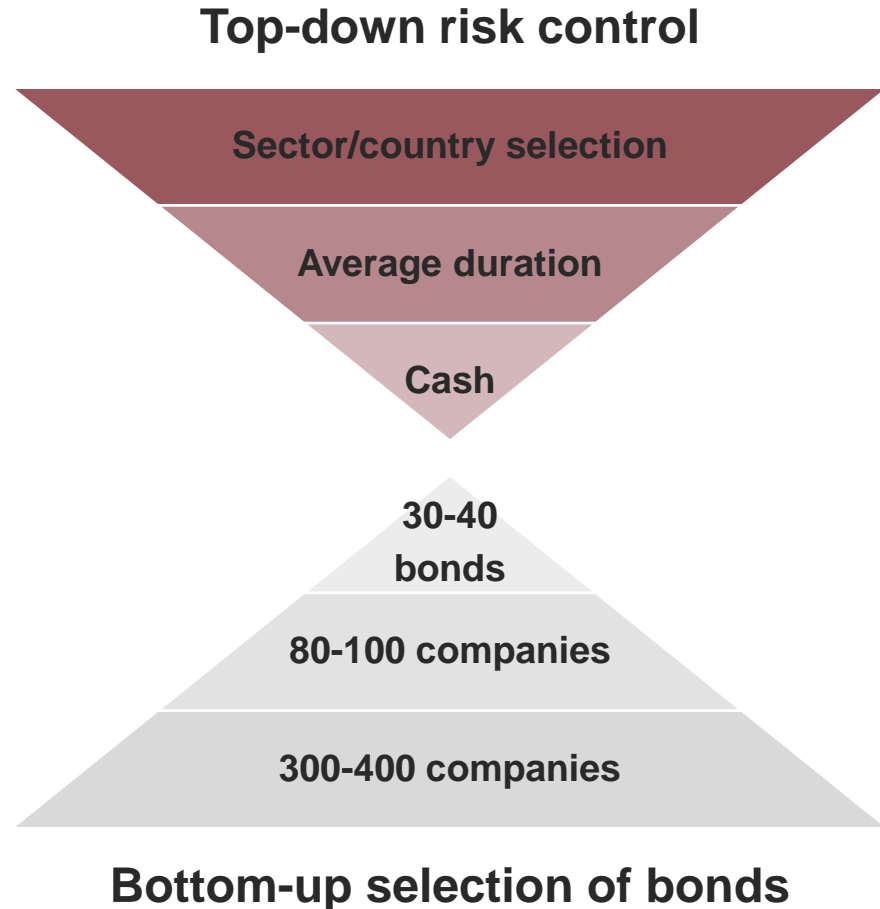 Top-down risk control
Sector/country selection
Average duration
Cash
30-40
bonds
80-100 companies
300-400 companies
Bottom-up selection of bonds